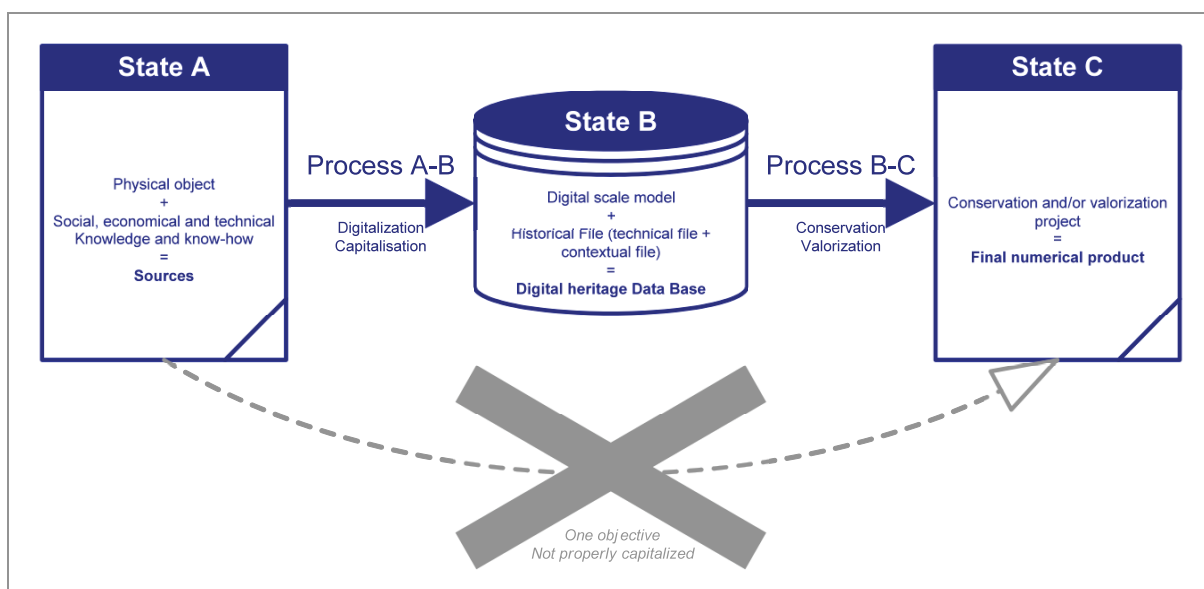 State A
Physical object
+
Social, economical and technical
Knowledge and know-how
=
Sources
Process A-B
Digitalization
Capitalisation
State B
Digital scale model
+
Historical File (technical file +
contextual file)
=
Digital heritage Data Base
Process B-C
Conservation
Valorization
State C
Conservation and/or valorization
project
=
Final numerical product
One objective
Not properly capitalized